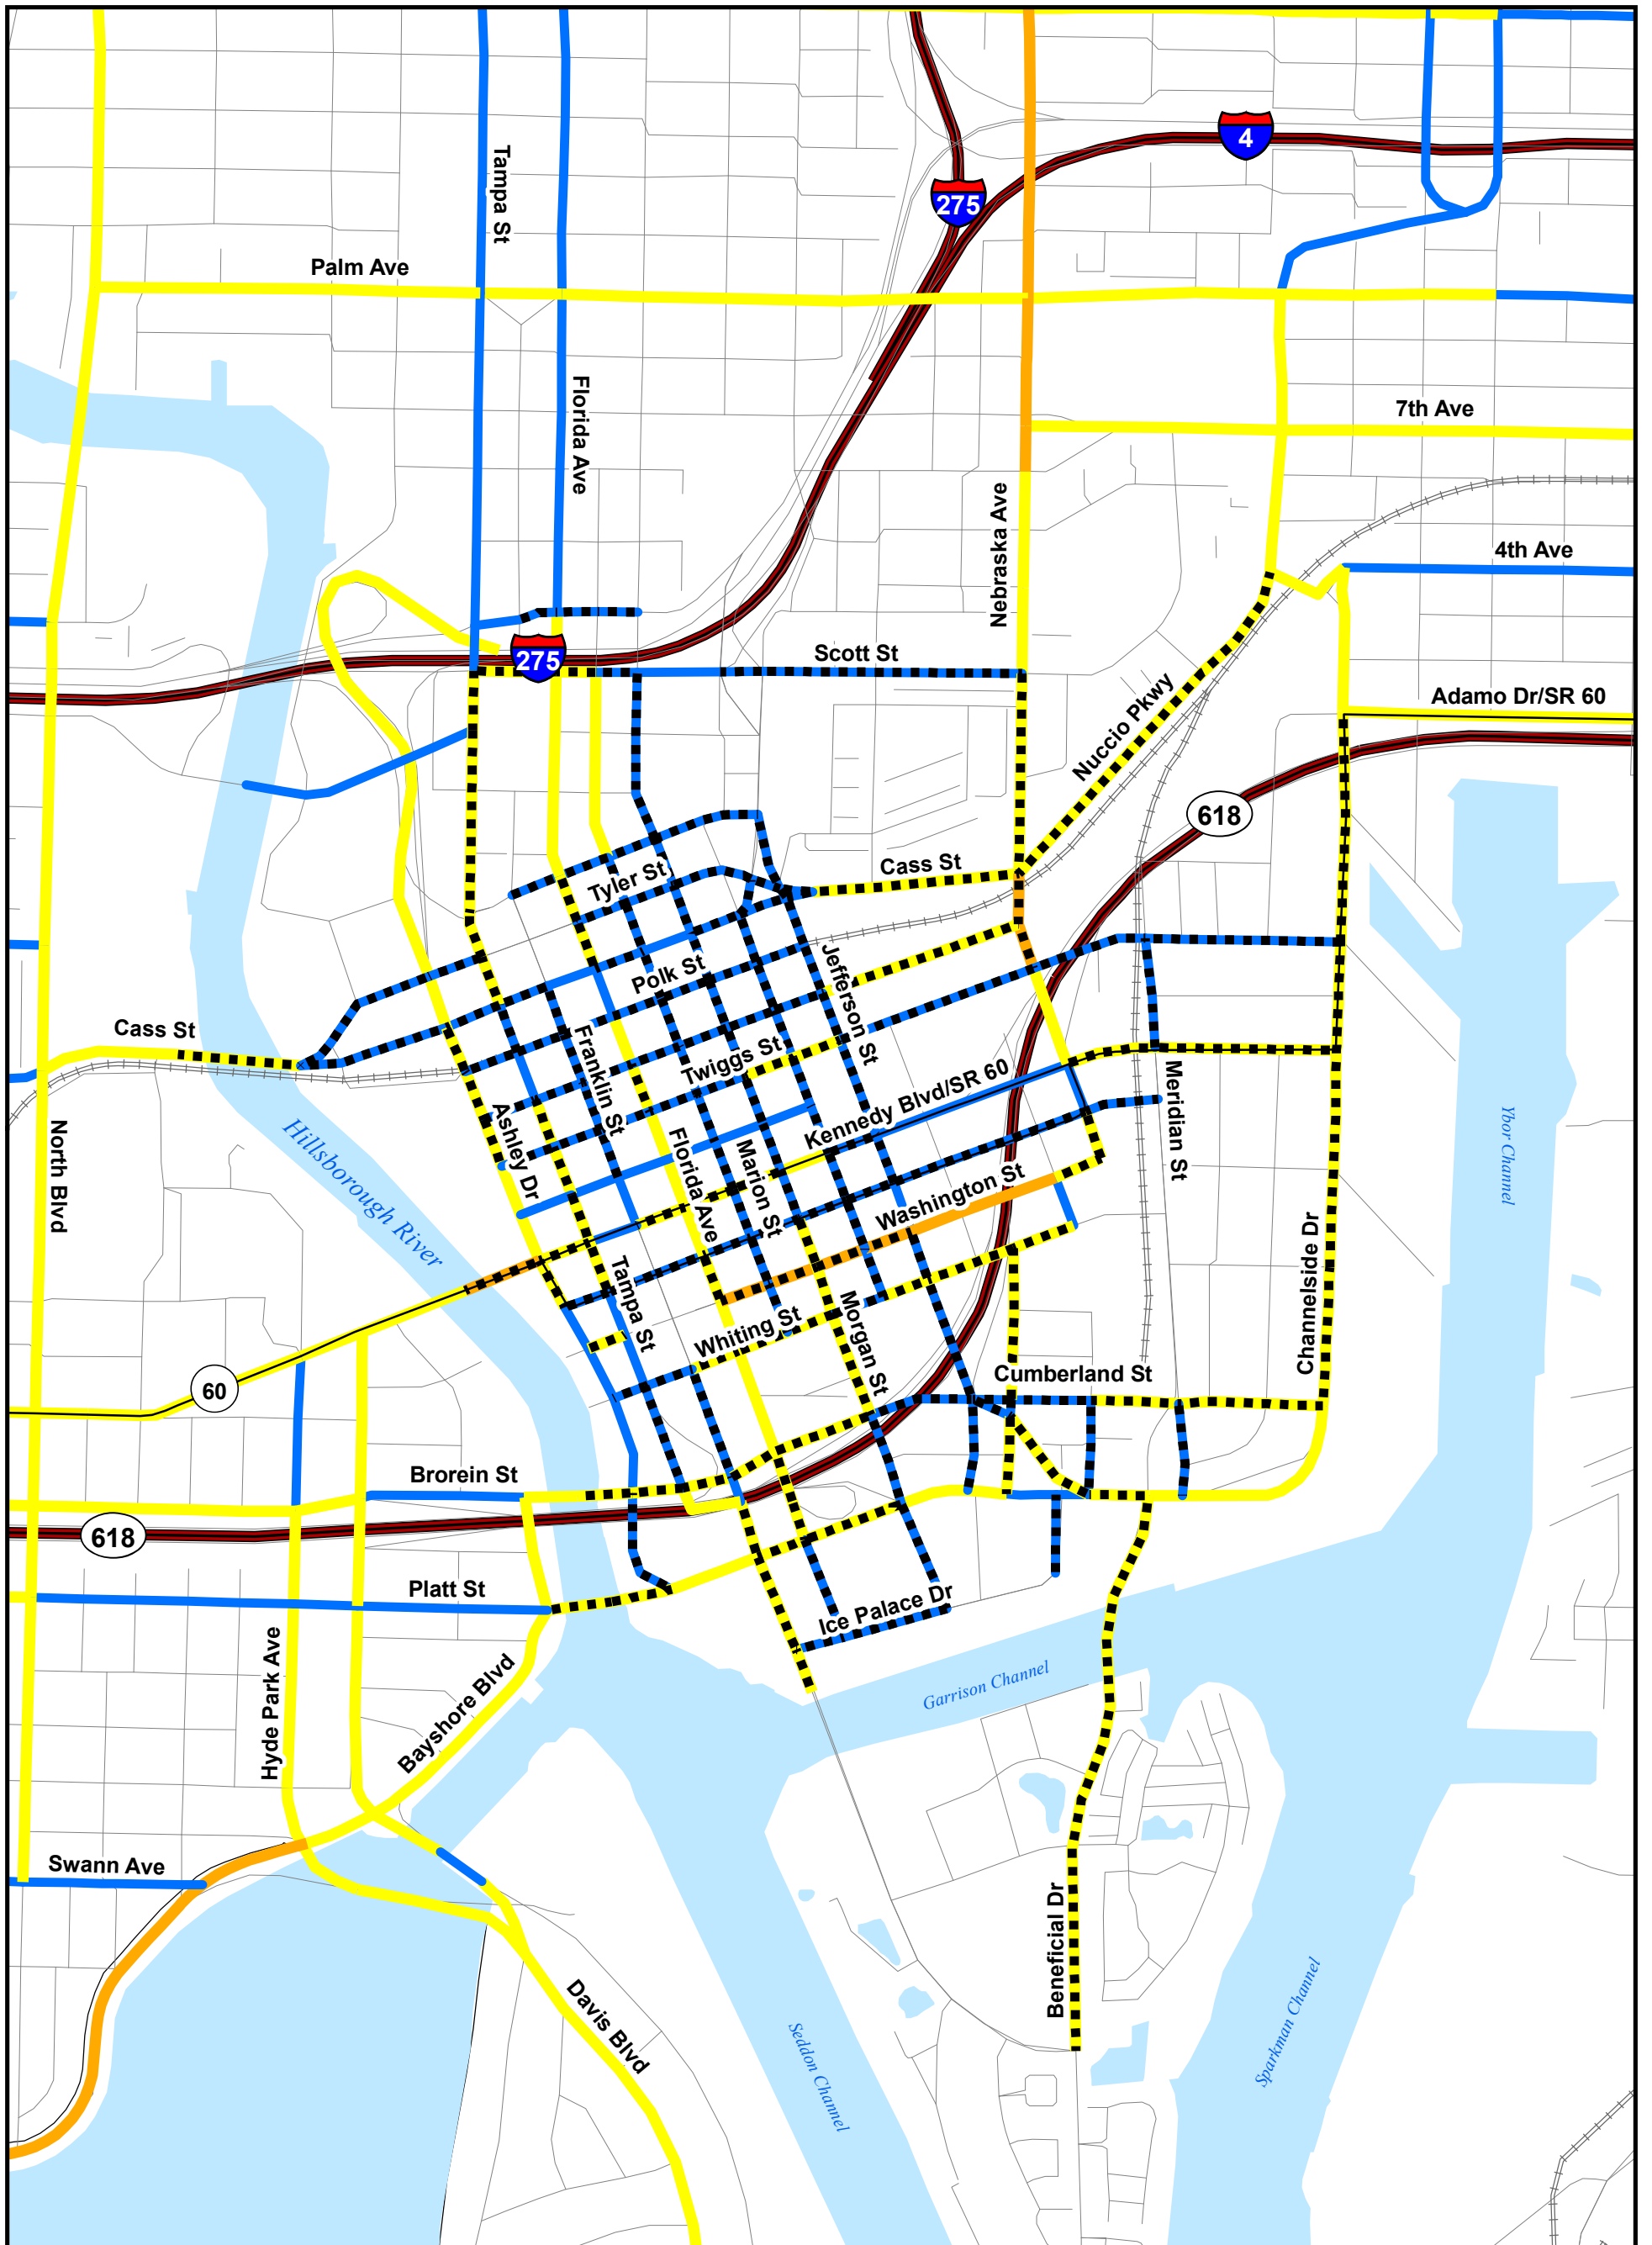 4
Tampa St
275
Palm Ave
Florida Ave
7th Ave
Nebraska Ave
4th Ave
275
Scott St
Nuccio Pkwy
Adamo Dr/SR 60
618
Cass St
Tyler St
Polk St
Jefferson St
Cass St
Franklin St
Twiggs St
Kennedy Blvd/SR 60
Meridian St
Ybor Channel
North Blvd
Hillsborough River
Ashley Dr
Florida Ave
Marion St
Washington St
Channelside Dr
Tampa St
Whiting St
Morgan St
60
Cumberland St
Brorein St
618
Platt St
Ice Palace Dr
Hyde Park Ave
Bayshore Blvd
Garrison Channel
Swann Ave
Beneficial Dr
Davis Blvd
Seddon Channel
Sparkman Channel